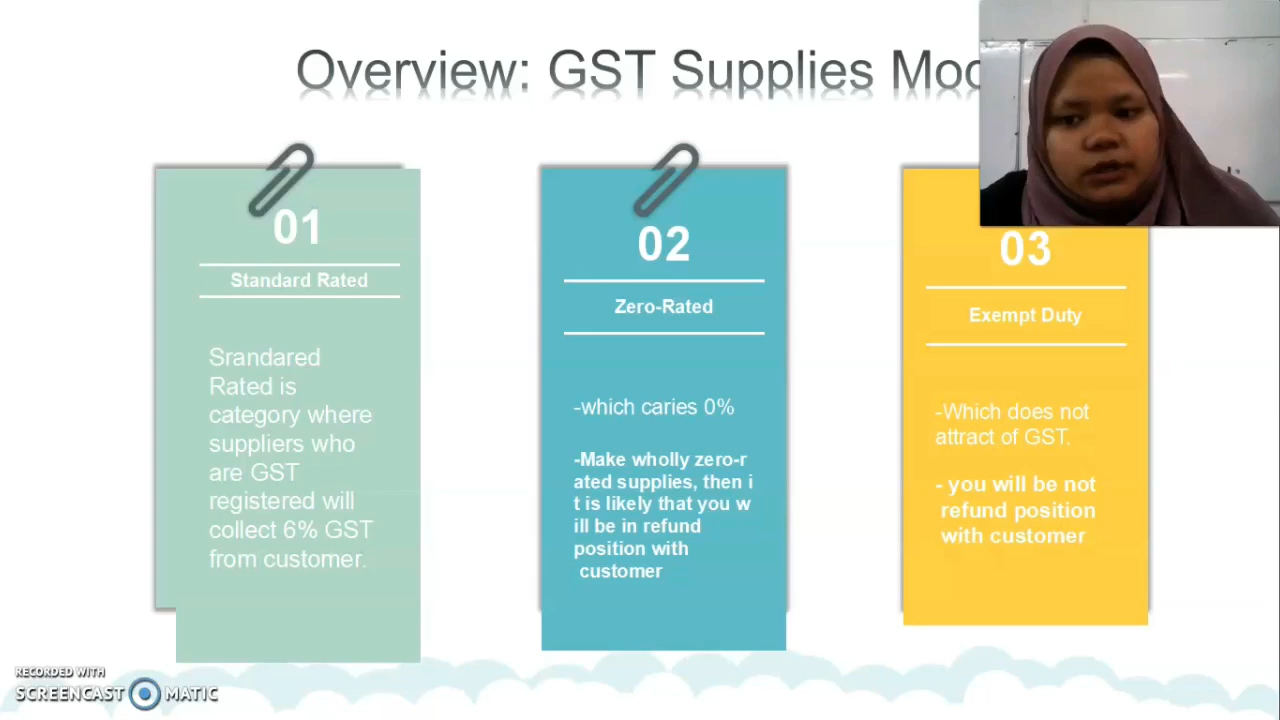 Overview: GST Supplies
01
Standard Rated
Srandared
Rated is
category where
suppliers who
are GST
registered will
collect 6% GST
from customer.
02
Zero-Rated
-which caries 0%
-Make wholly zero-r
ated supplies, then i
t is likely that you w
ill be in refund
position with
customer
03
Exempt Duty
-Which does not
attract of GST.
- you will be not
refund position
with customer
RECORDED WITH
SCREENCAST MATIC